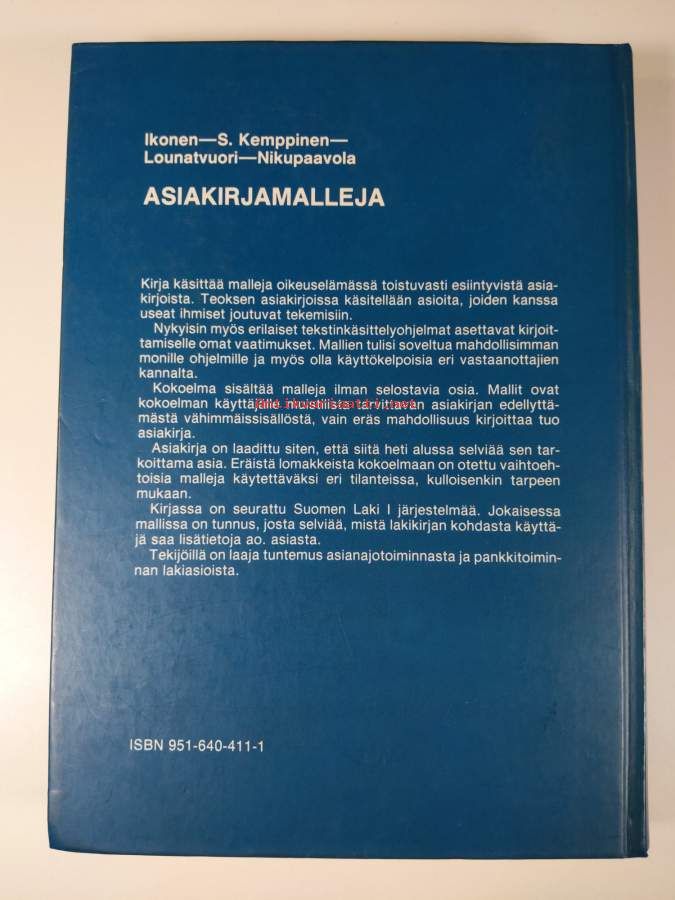 Ikonen—S. Kemppinen—
Lounatvuori—Nikupaavola
ASIAKIRJAMALLEJA
Kirja käsittää malleja oikeuselämässä toistuvasti esiintyvistä asia-
kirjoista. Teoksen asiakirjoissa käsitellään asioita, joiden kanssa
useat ihmiset joutuvat tekemisiin.
Nykyisin myös erilaiset tekstinkäsittelyohjelmat asettavat kirjoit-
tamiselle omat vaatimukset. Mallien tulisi soveltua mahdollisimman
monille ohjelmille ja myös olla käyttökelpoisia eri vastaanottajien
kannalta.
Kokoelma sisältää malleja ilman selostavia osia. Mallit ovat
kokoelman käyttäjälle muistilista tarvittavan asiakirjan edellyttä-
mästä vähimmäissisällöstä, vain eräs mahdollisuus kirjoittaa tuo
asiakirja.
Asiakirja on laadittu siten, että siitä heti alussa selviää sen tar-
koittama asia. Eräistä lomakkeista kokoelmaan on otettu vaihtoeh-
toisia malleja käytettäväksi eri tilanteissa, kulloisenkin tarpeen
mukaan.
Kirjassa on seurattu Suomen Laki I järjestelmää. Jokaisessa
mallissa on tunnus, josta selviää, mistä lakikirjan kohdasta käyttä-
jä saa lisätietoja ao. asiasta.
Tekijöillä on laaja tuntemus asianajotoiminnasta ja pankkitoimin-
nan lakiasioista.
ISBN 951-640-411-1